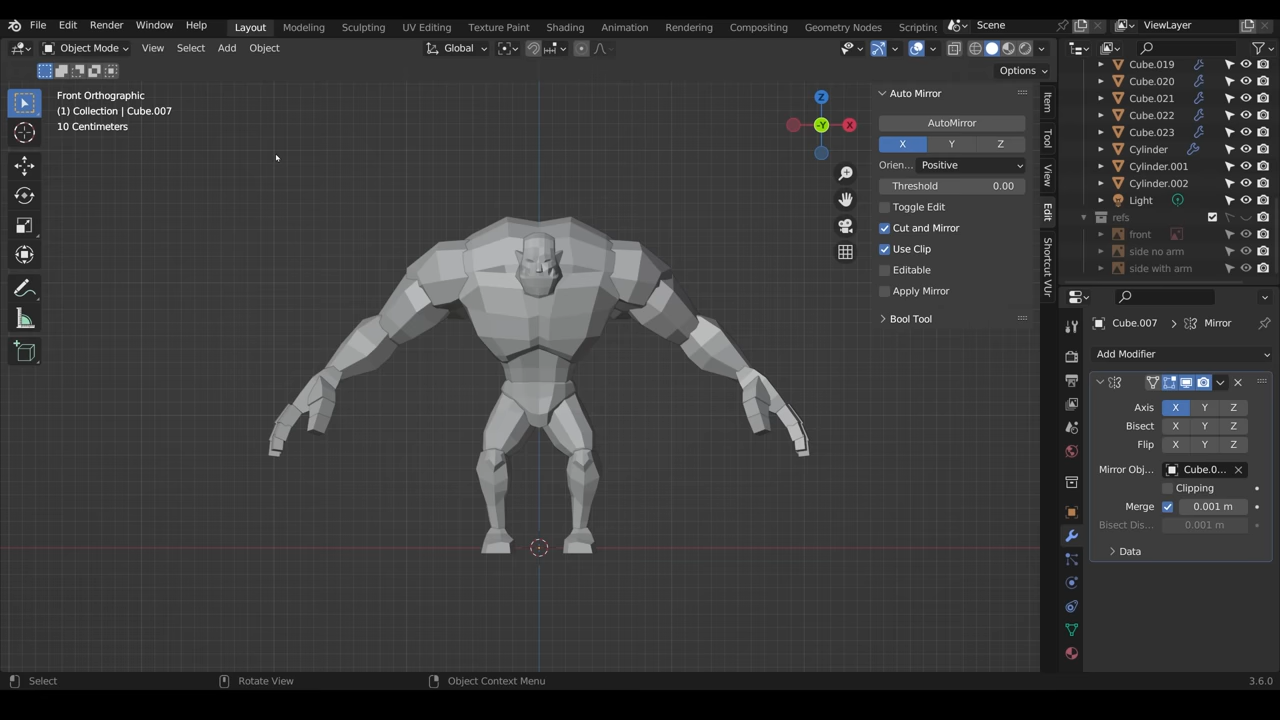 File Edit Render Window Help Layout Modeling Sculpting UV Editing Texture Paint Shading Animation Rendering Compositing Geometry Nodes Scripting Scene ViewLayer
Object Mode View Select Add Object Global
Options
Front Orthographic
(1) Collection | Cube.007
10 Centimeters
Z
-Y
X
Auto Mirror
AutoMirror
X Y Z
Orien... Positive
Threshold 0.00
Toggle Edit
Cut and Mirror
Use Clip
Editable
Apply Mirror
Bool Tool
Item
Tool
View
Edit
Shortcut VUr
Cube.019
Cube.020
Cube.021
Cube.022
Cube.023
Cylinder
Cylinder.001
Cylinder.002
Light
refs
front
side no arm
side with arm
Cube.007 Mirror
Add Modifier
Axis X Y Z
Bisect X Y Z
Flip X Y Z
Mirror Obj... Cube.0...
Clipping
Merge 0.001 m
Bisect Dis... 0.001 m
Data
Select Rotate View Object Context Menu 3.6.0